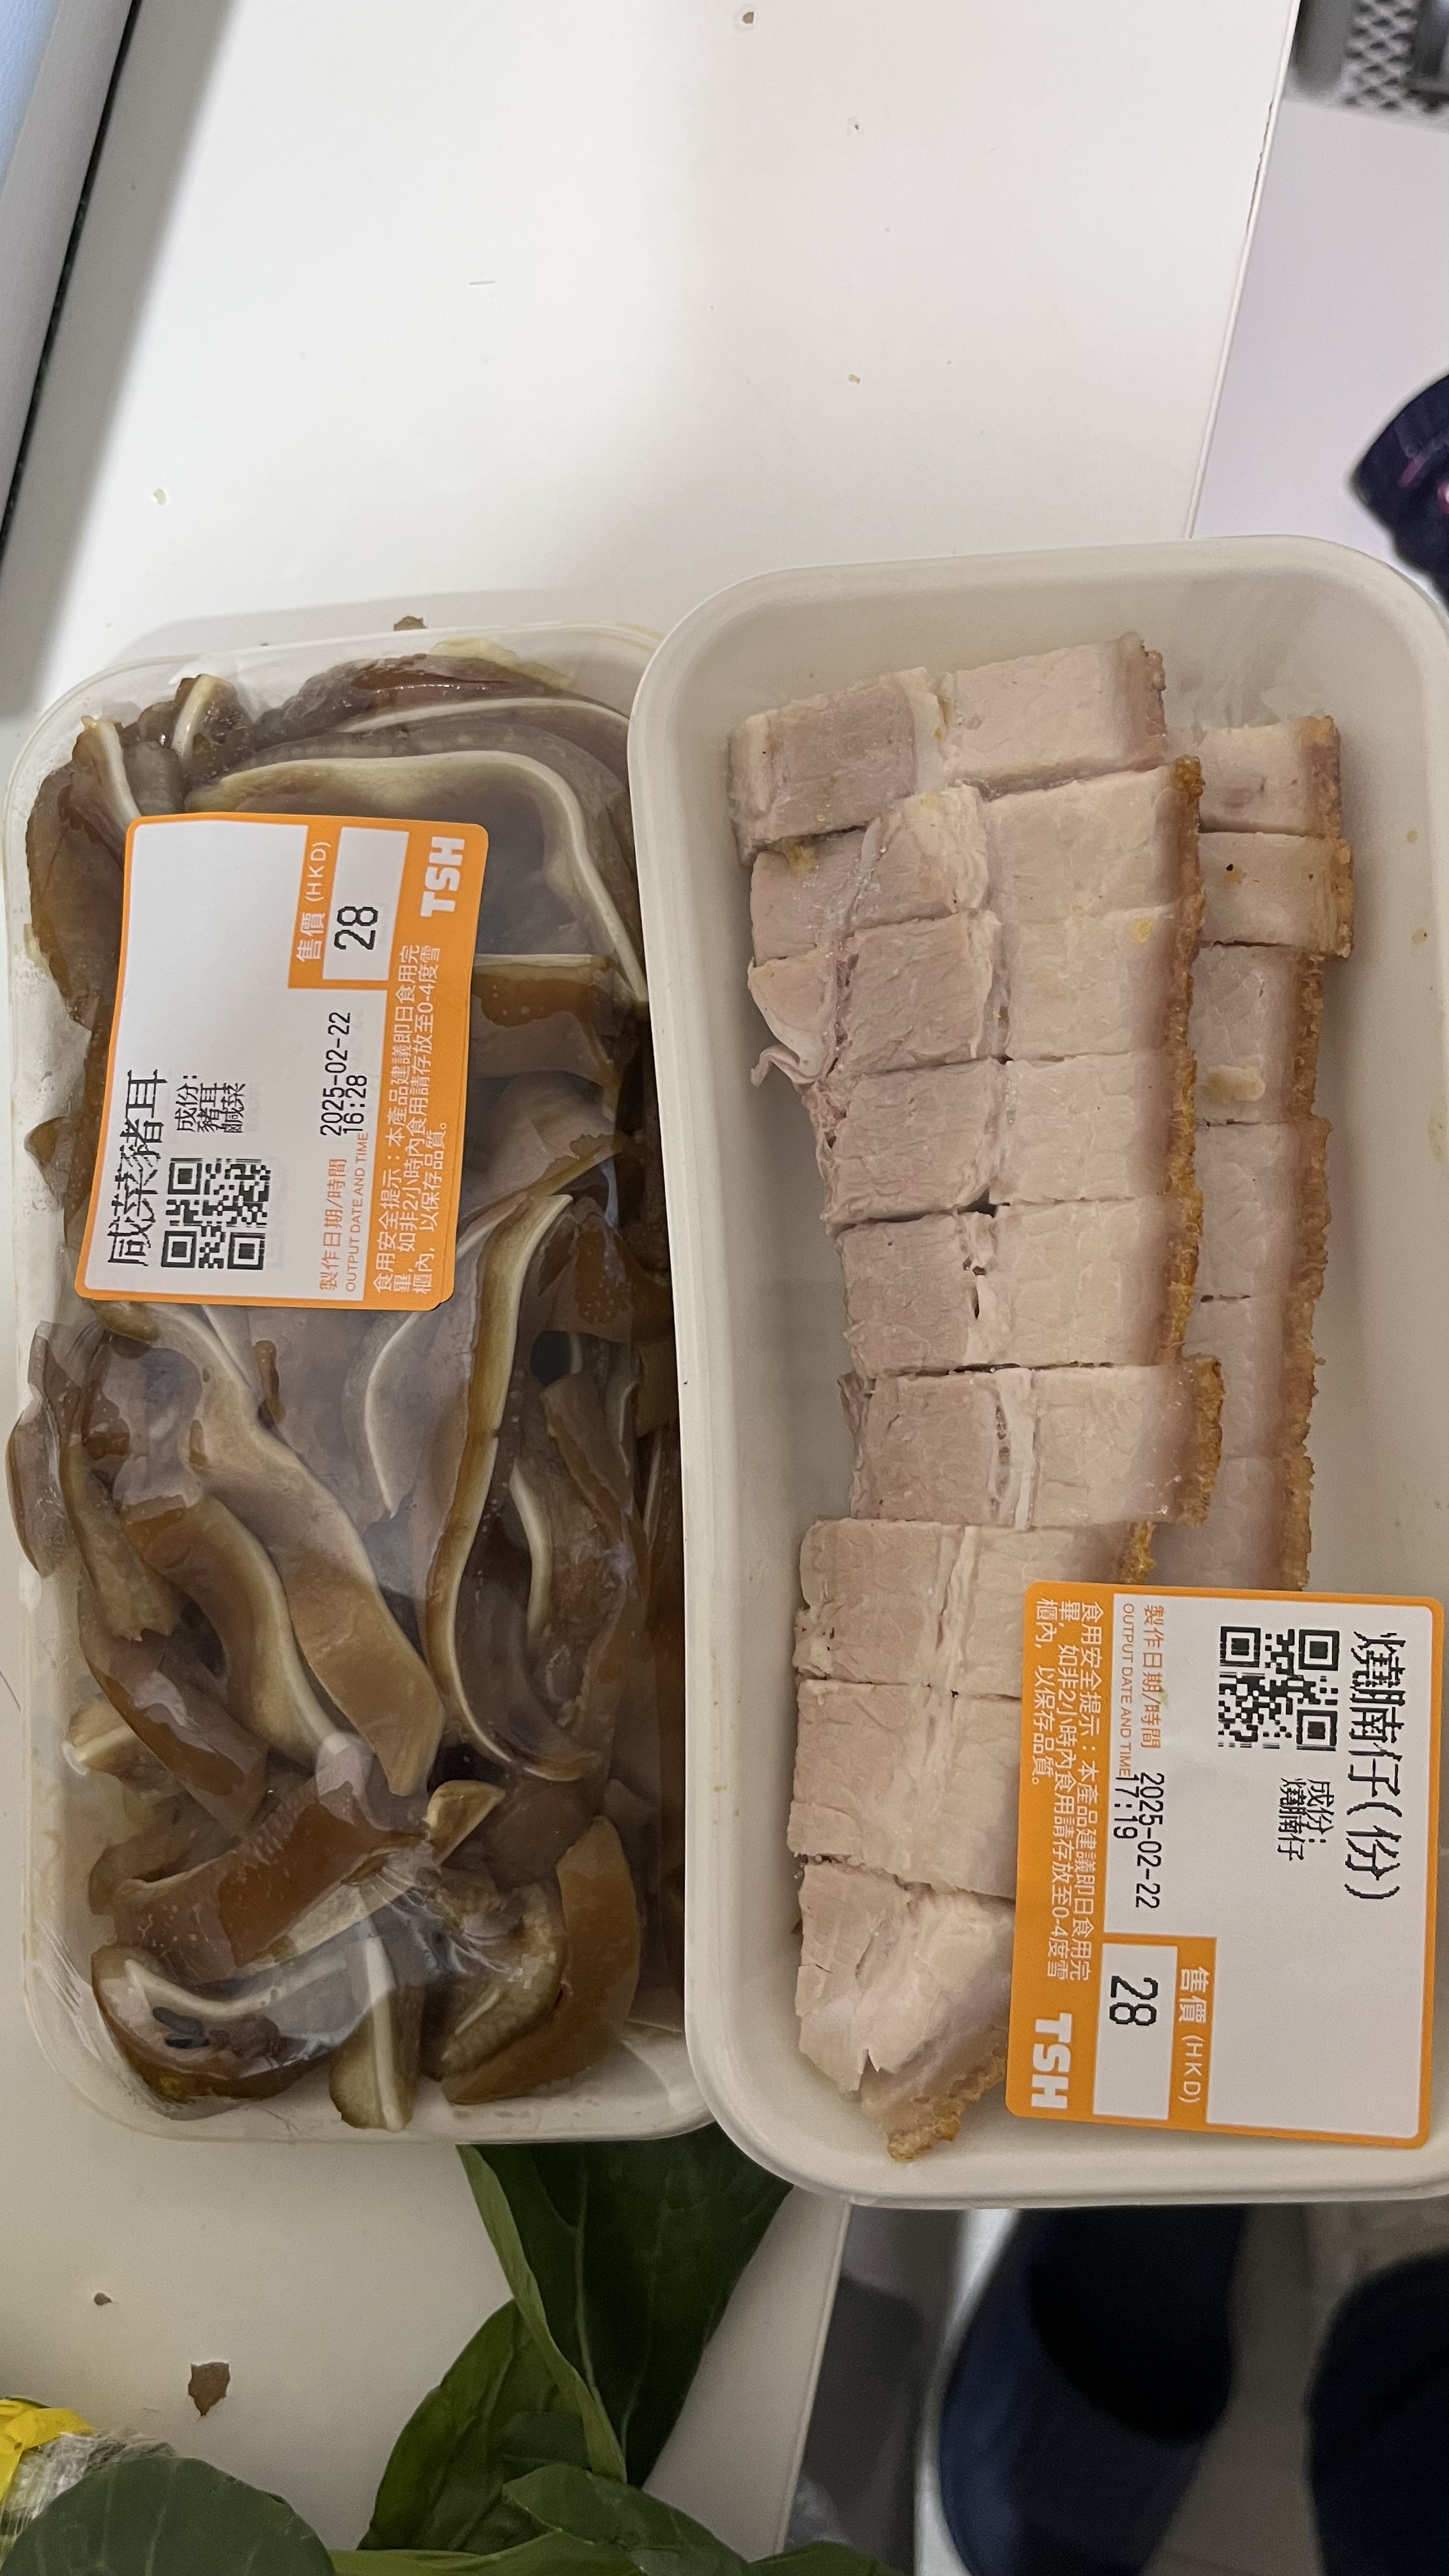 咸菜豬耳
成份:
豬耳
鹹菜
製作日期/時間 2025-02-22
OUTPUT DATE AND TIME 16:28
售價 (HKD)
28
食用安全提示：本產品建議即日食用完
畢，如非2小時內食用請存放至0-4度雪
櫃內，以保存品質。
TSH
燒腩仔(份)
成份:
燒腩仔
製作日期/時間 2025-02-22
OUTPUT DATE AND TIME 17:19
售價 (HKD)
28
食用安全提示：本產品建議即日食用完
畢，如非2小時內食用請存放至0-4度雪
櫃內，以保存品質。
TSH